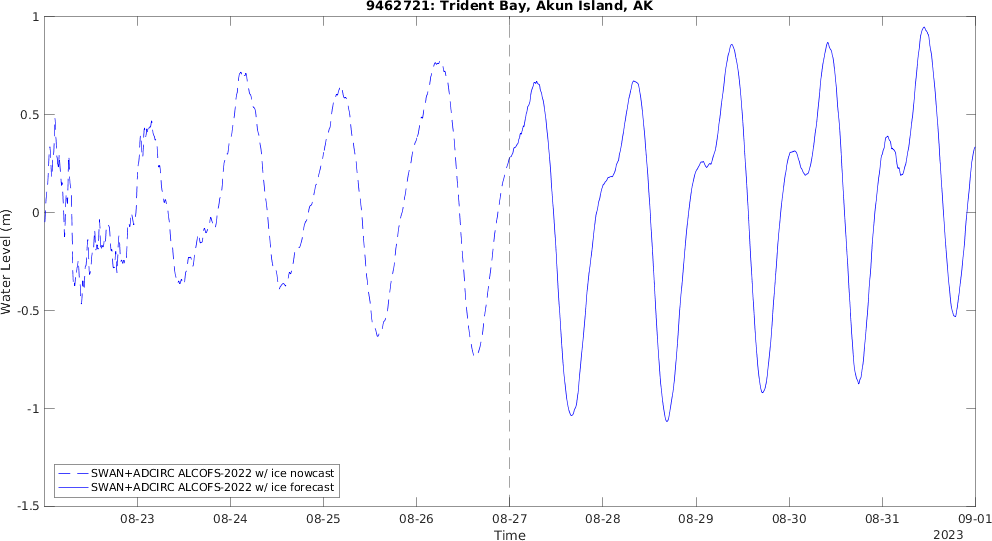 9462721: Trident Bay, Akun Island, AK
1
0.5
0
-0.5
-1
-1.5
Water Level (m)
SWAN+ADCIRC ALCOFS-2022 w/ ice nowcast
SWAN+ADCIRC ALCOFS-2022 w/ ice forecast
08-23 08-24 08-25 08-26 08-27 08-28 08-29 08-30 08-31 09-01
Time
2023